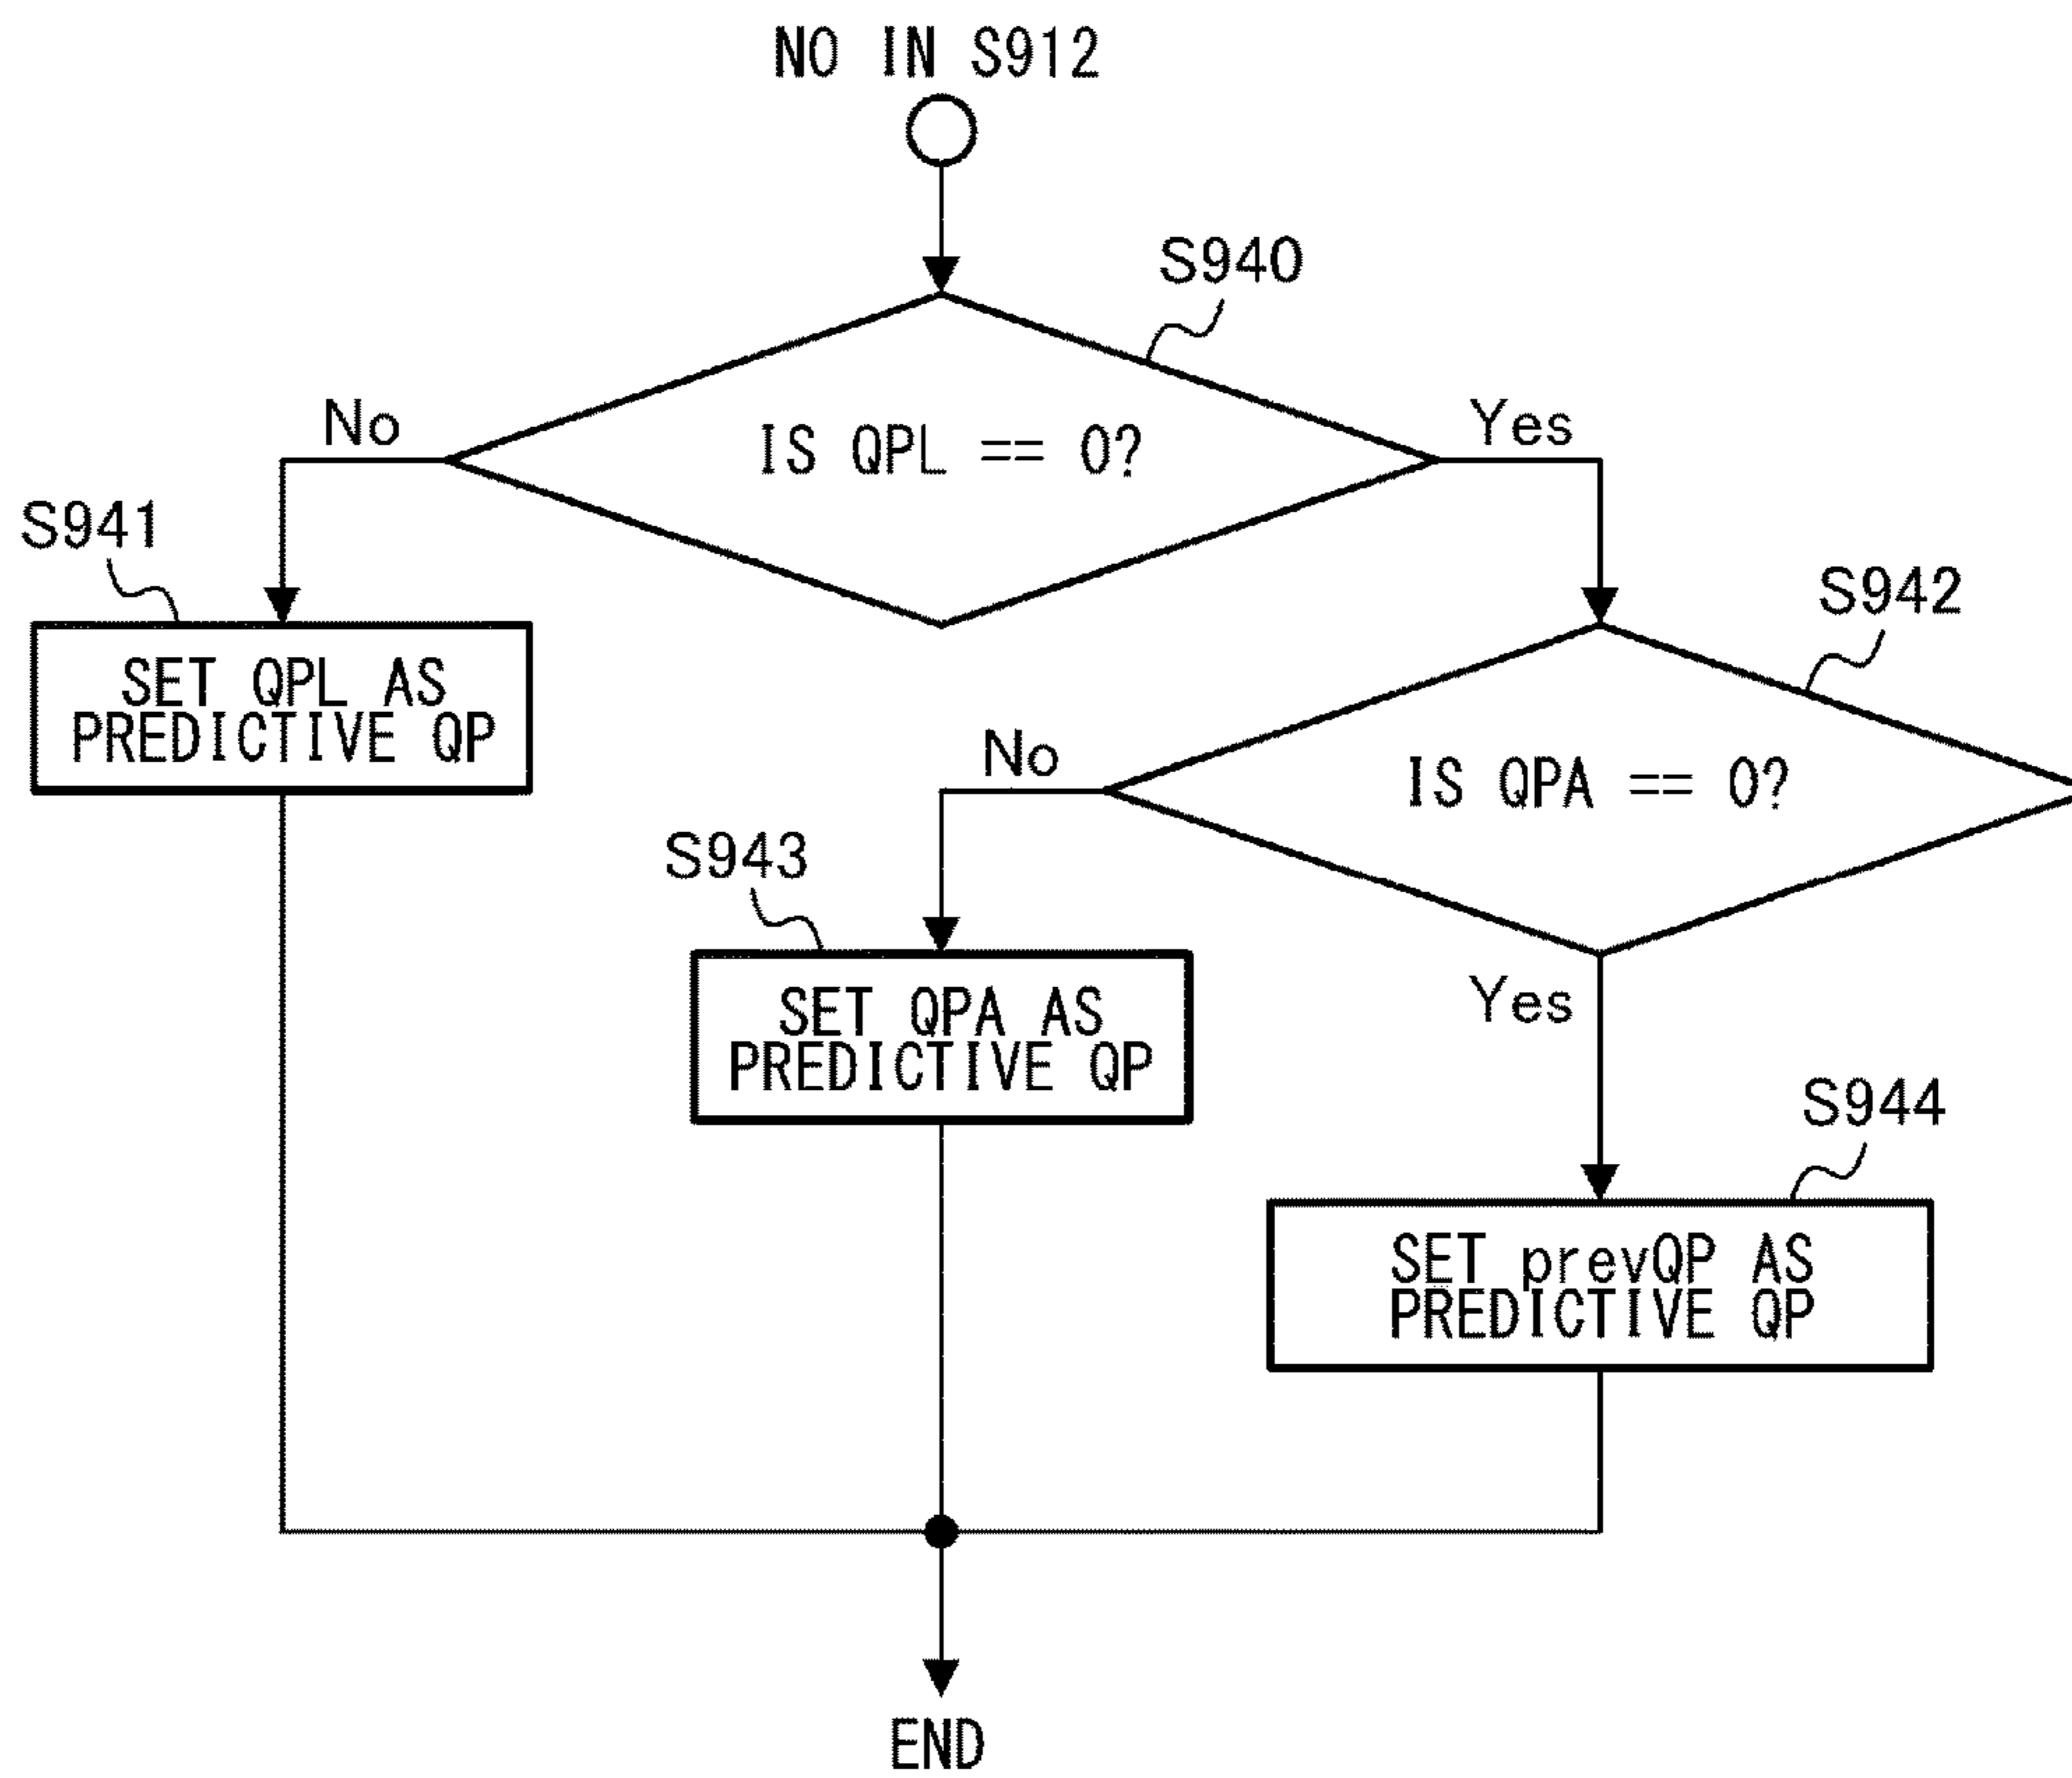 NO IN S912
S940
IS QPL == 0?
No
Yes
S941
SET QPL AS
PREDICTIVE QP
S942
IS QPA == 0?
No
Yes
S943
SET QPA AS
PREDICTIVE QP
S944
SET prevQP AS
PREDICTIVE QP
END